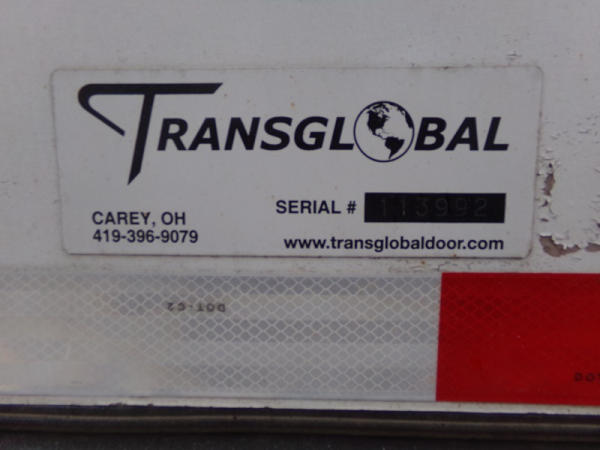 TRANSGLOBAL
SERIAL # 113992
CAREY, OH
419-396-9079
www.transglobaldoor.com
DOT-C2